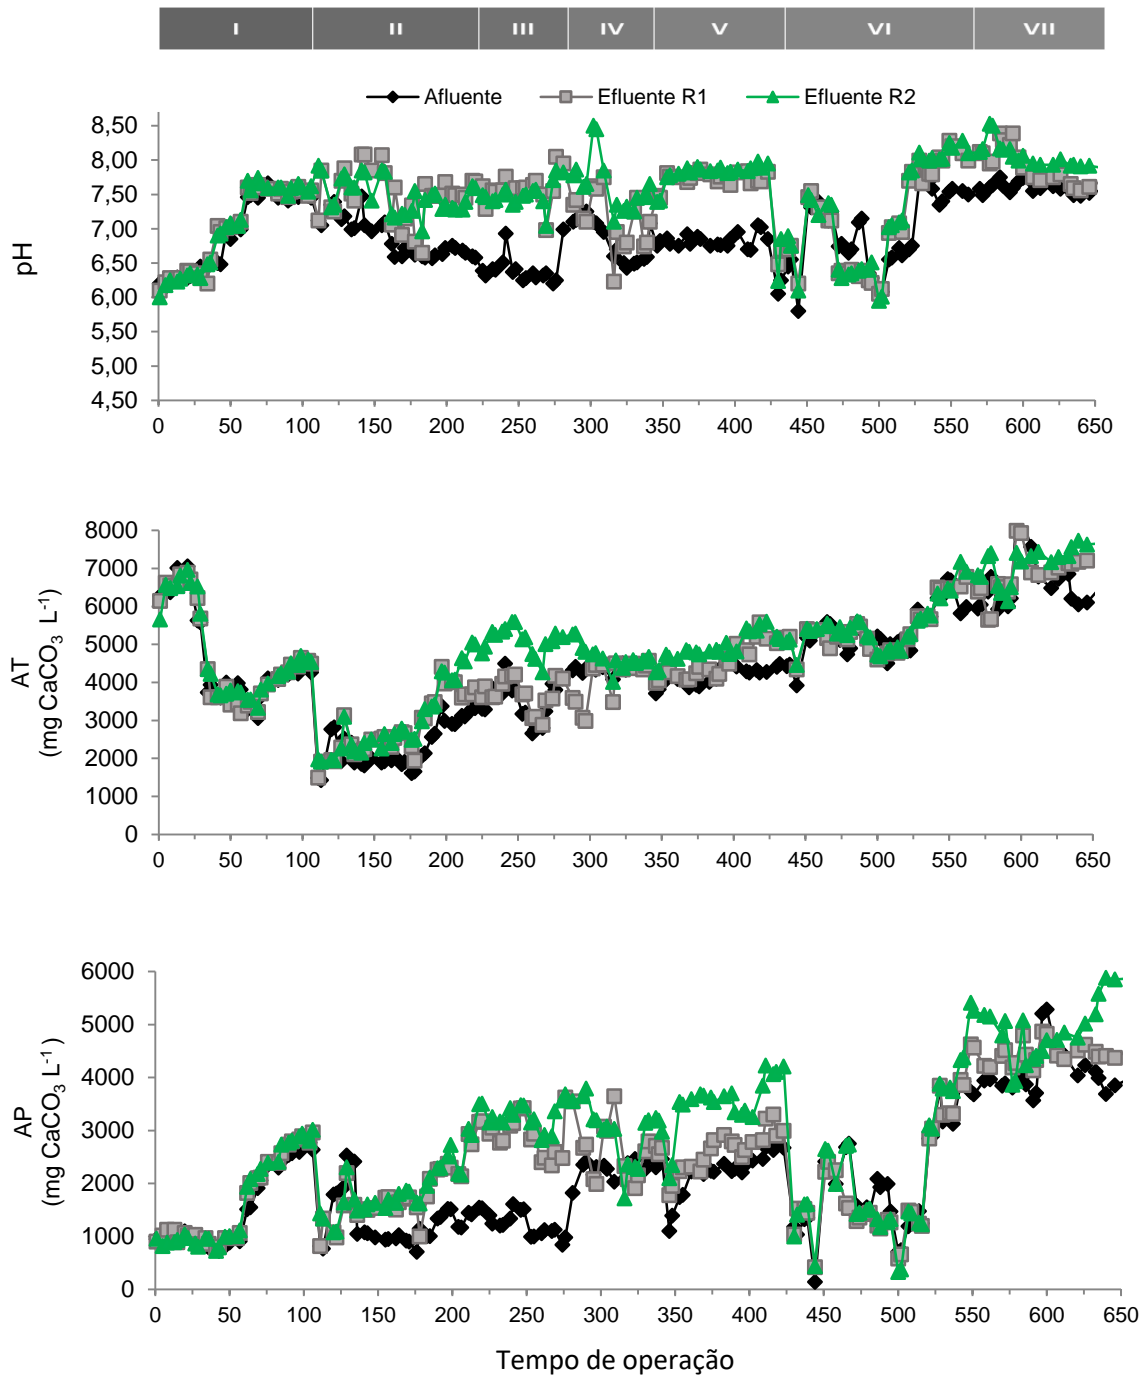 I II III IV V VI VII
Afluente Efluente R1 Efluente R2
8,50
8,00
7,50
7,00
6,50
6,00
5,50
5,00
4,50
pH
0 50 100 150 200 250 300 350 400 450 500 550 600 650
8000
7000
6000
5000
4000
3000
2000
1000
0
AT
(mg CaCO₃ L⁻¹)
0 50 100 150 200 250 300 350 400 450 500 550 600 650
6000
5000
4000
3000
2000
1000
0
AP
(mg CaCO₃ L⁻¹)
0 50 100 150 200 250 300 350 400 450 500 550 600 650
Tempo de operação